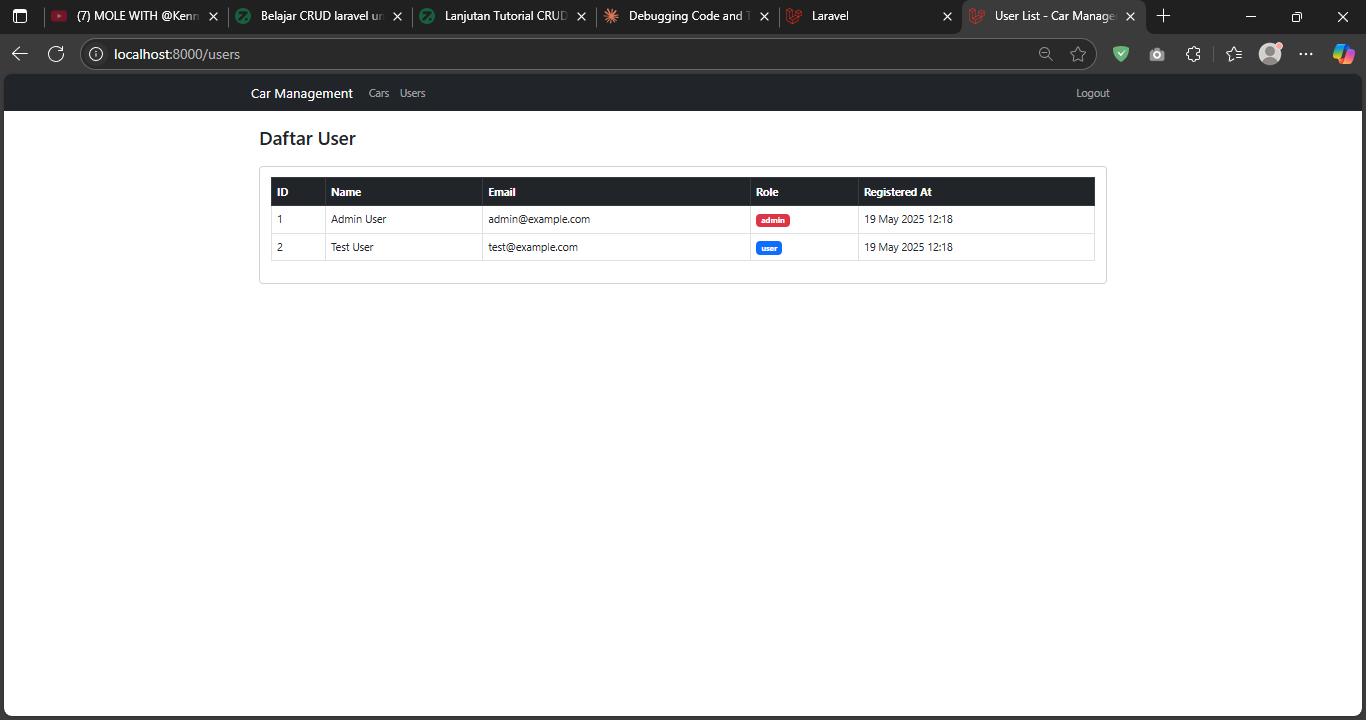 (7) MOLE WITH @Kenn
Belajar CRUD laravel un
Lanjutan Tutorial CRUD
Debugging Code and T
Laravel
User List - Car Manage
localhost:8000/users
Car Management Cars Users Logout
Daftar User
ID Name Email Role Registered At
1 Admin User admin@example.com admin 19 May 2025 12:18
2 Test User test@example.com user 19 May 2025 12:18